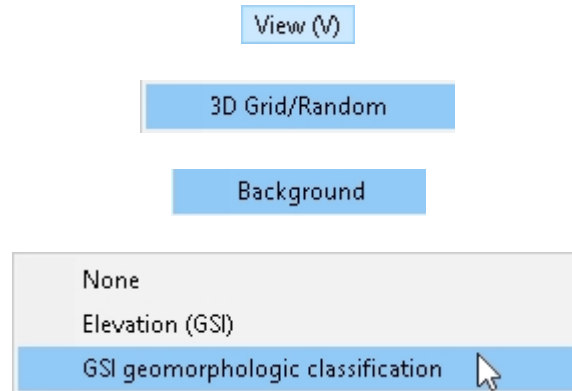 View (V)
3D Grid/Random
Background
None
Elevation (GSI)
GSI geomorphologic classification